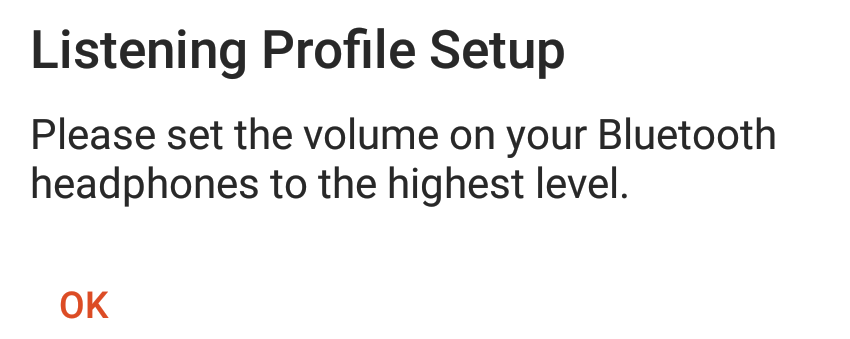 Listening Profile Setup
Please set the volume on your Bluetooth
headphones to the highest level.
OK